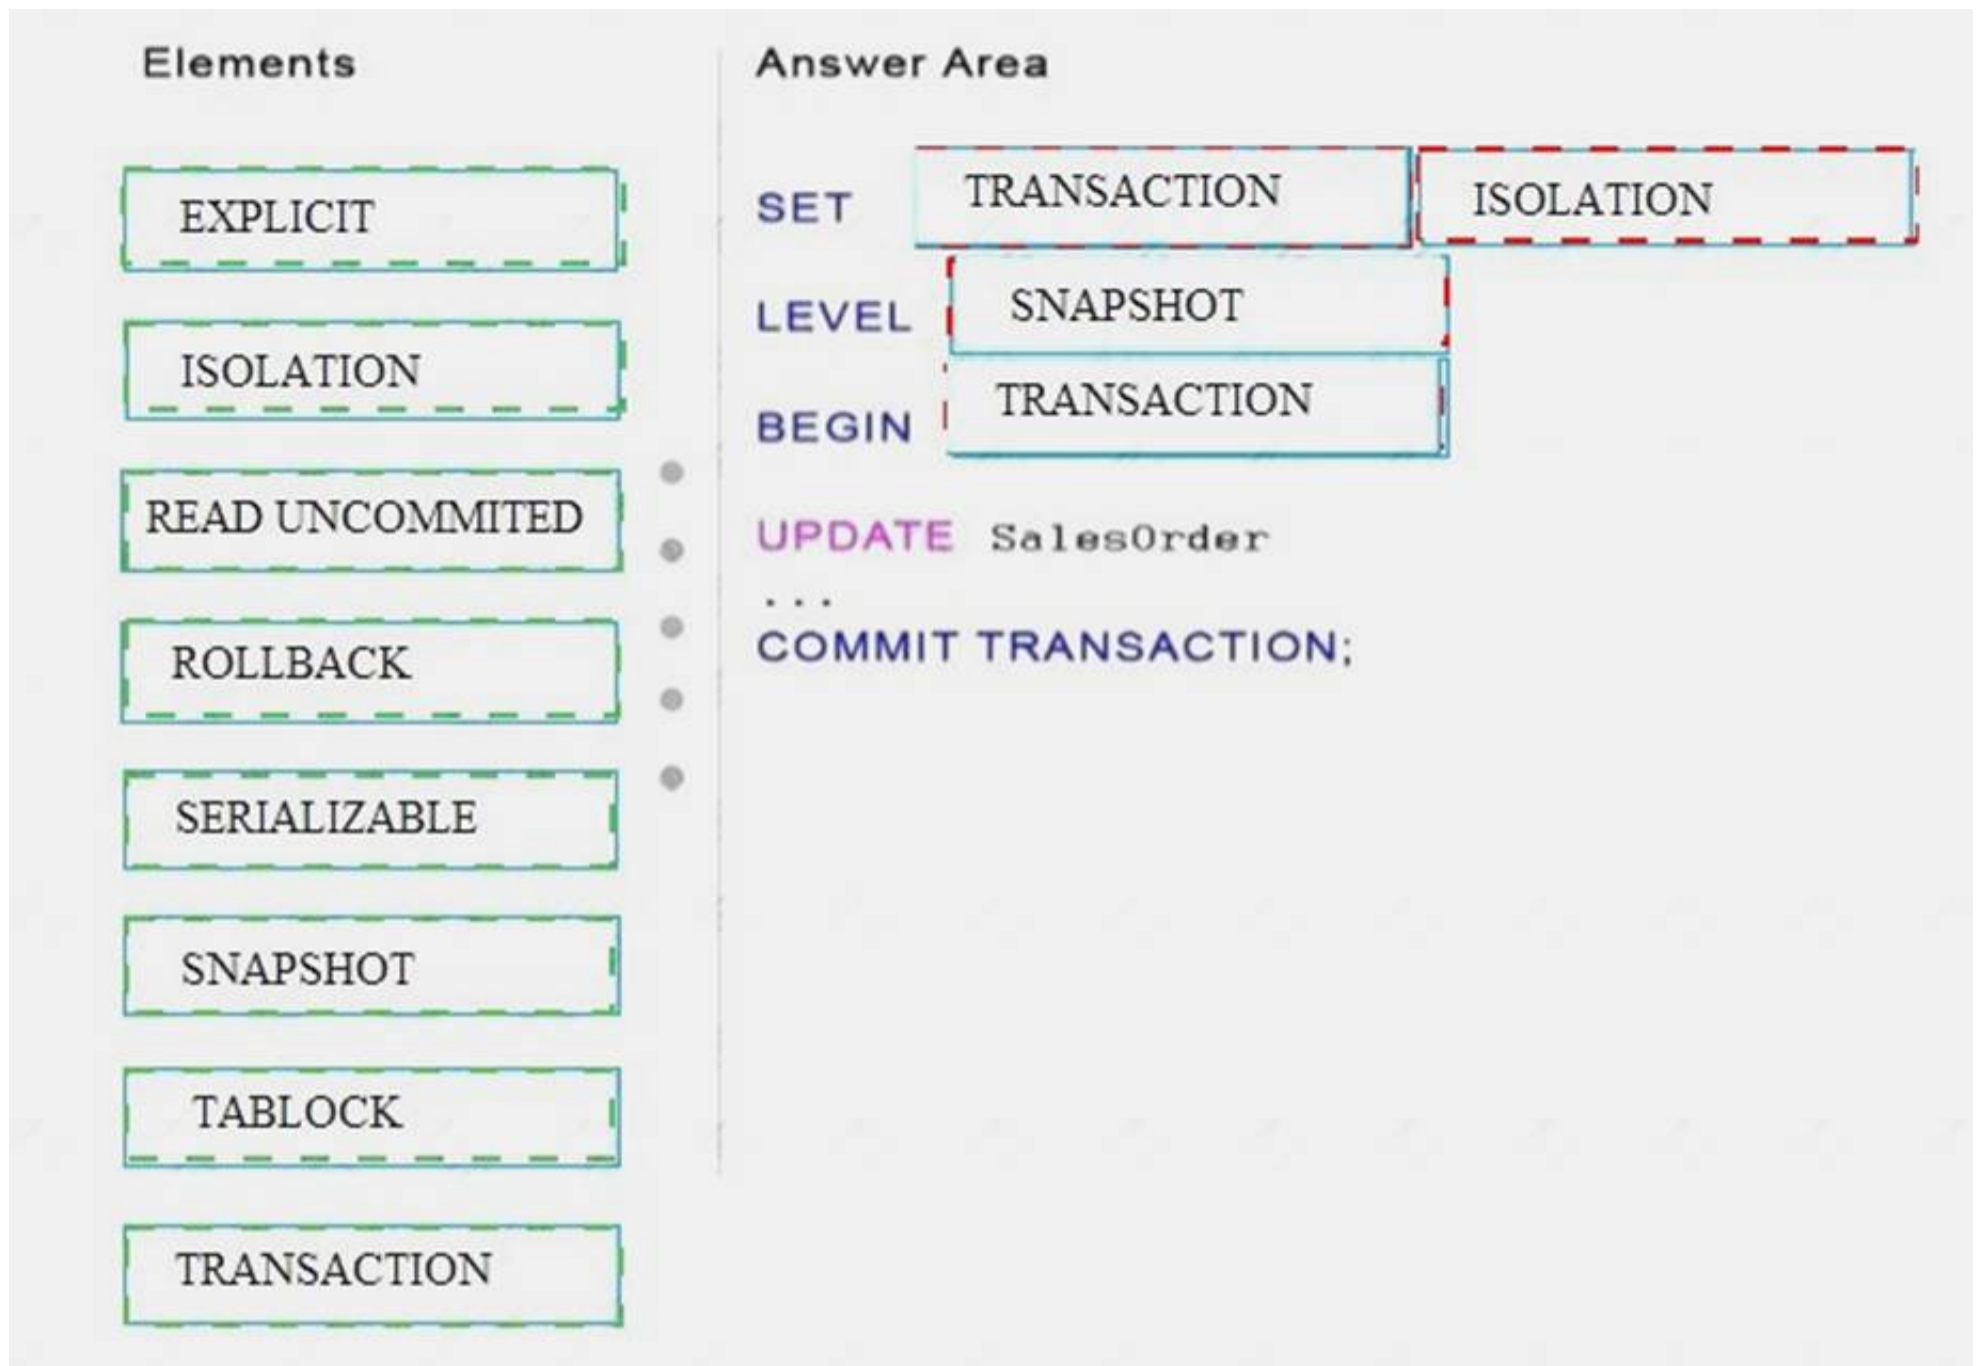 Elements
EXPLICIT
ISOLATION
READ UNCOMMITED
ROLLBACK
SERIALIZABLE
SNAPSHOT
TABLOCK
TRANSACTION
Answer Area
SET TRANSACTION ISOLATION
LEVEL SNAPSHOT
BEGIN TRANSACTION
UPDATE SalesOrder
...
COMMIT TRANSACTION;